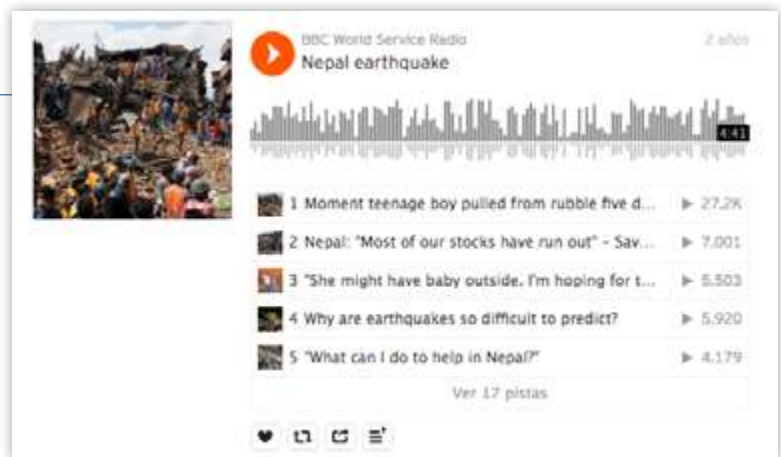 BBC World Service Radio
2 años
Nepal earthquake
4:41
1 Moment teenage boy pulled from rubble five d... 27,2K
2 Nepal: "Most of our stocks have run out" - Sav... 7.001
3 "She might have baby outside. I'm hoping for t... 5.503
4 Why are earthquakes so difficult to predict? 5.920
5 "What can I do to help in Nepal?" 4.179
Ver 17 pistas